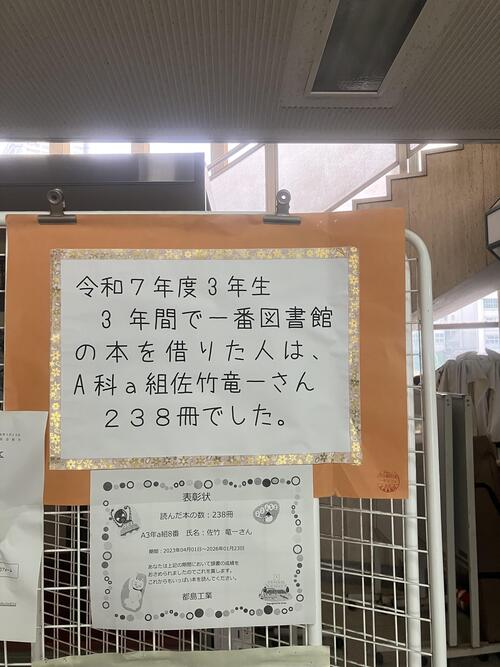 令和７年度３年生
３年間で一番図書館
の本を借りた人は、
A科ａ組佐竹竜一さん
２３８冊でした。
表彰状
読んだ本の数：238冊
A3年a組8番　氏名：佐竹 竜一さん
期間：2023年04月01日～2026年01月23日
あなたは上記の期間において読書の成績を
おさめられましたのでこれを賞します。
これからもいっぱい本を読んでください。
都島工業